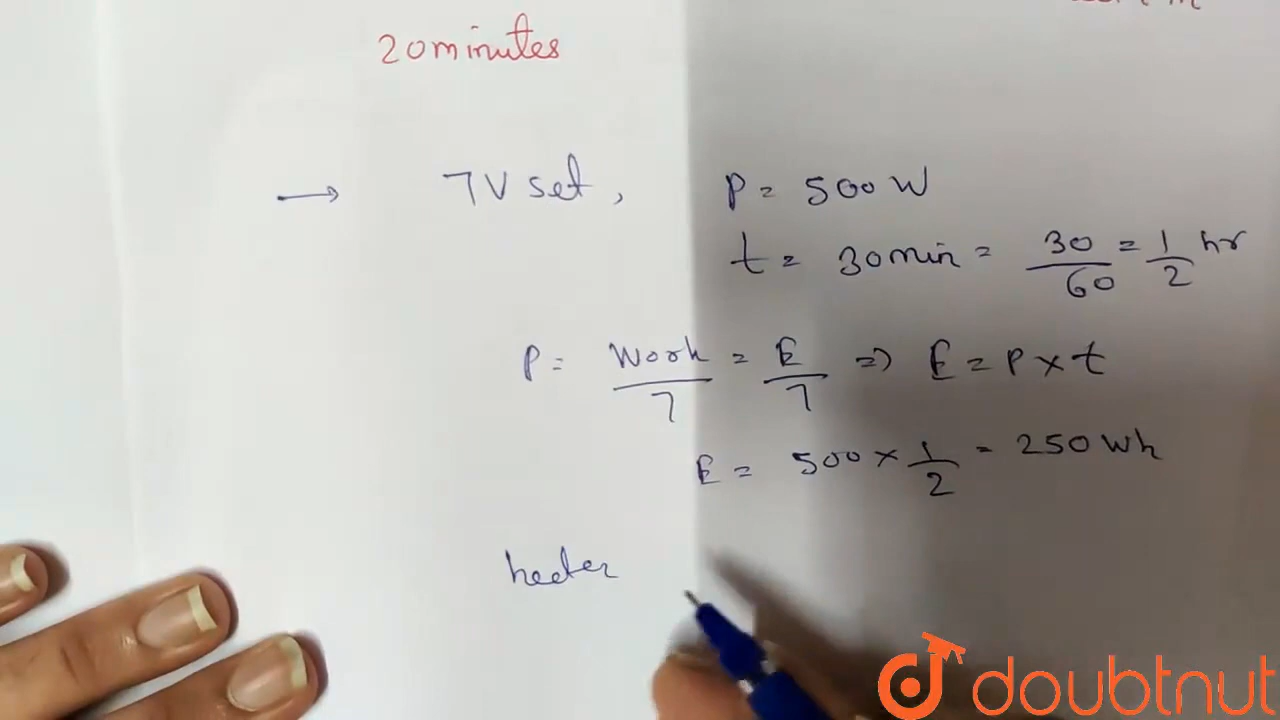 20 minutes
→ TV set, P = 500 W
t = 30 min = 30/60 = 1/2 hr
P = Work/T = E/T => E = P x t
E = 500 x 1/2 = 250 Wh
heater
doubtnut